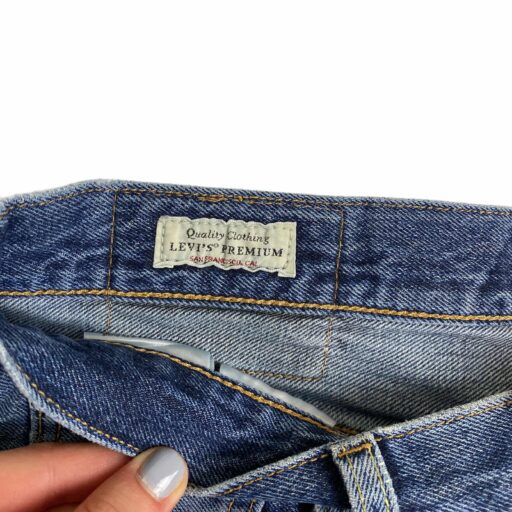 Quality Clothing
LEVI'S® PREMIUM
SAN FRANCISCO, CAL.